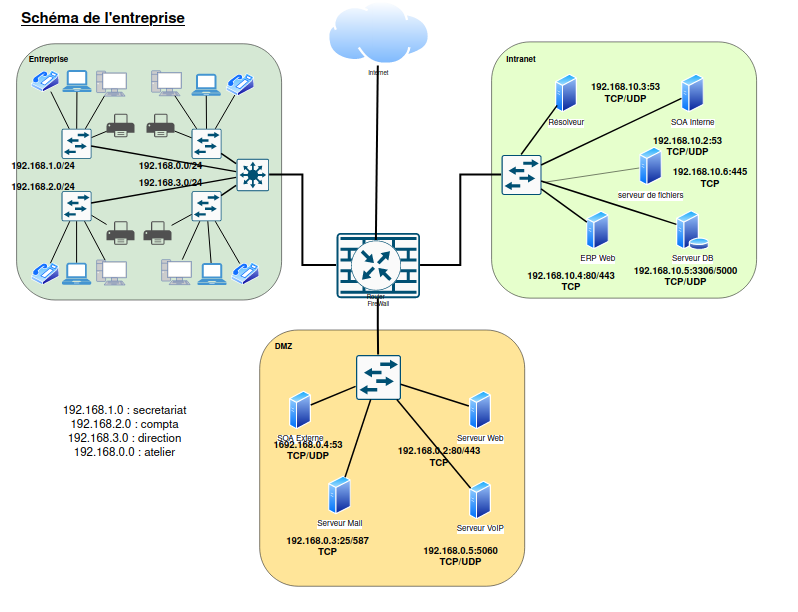 Schéma de l'entreprise
Entreprise
192.168.1.0/24
192.168.0.0/24
192.168.2.0/24
192.168.3.0/24
Internet
Intranet
192.168.10.3:53
TCP/UDP
Résolveur
SOA Interne
192.168.10.2:53
TCP/UDP
192.168.10.6:445
TCP
serveur de fichiers
ERP Web
192.168.10.4:80/443
TCP
Serveur DB
192.168.10.5:3306/5000
TCP/UDP
Router
FireWall
DMZ
SOA Externe
1692.168.0.4:53
TCP/UDP
Serveur Web
192.168.0.2:80/443
TCP
Serveur Mail
192.168.0.3:25/587
TCP
Serveur VoIP
192.168.0.5:5060
TCP/UDP
192.168.1.0 : secretariat
192.168.2.0 : compta
192.168.3.0 : direction
192.168.0.0 : atelier